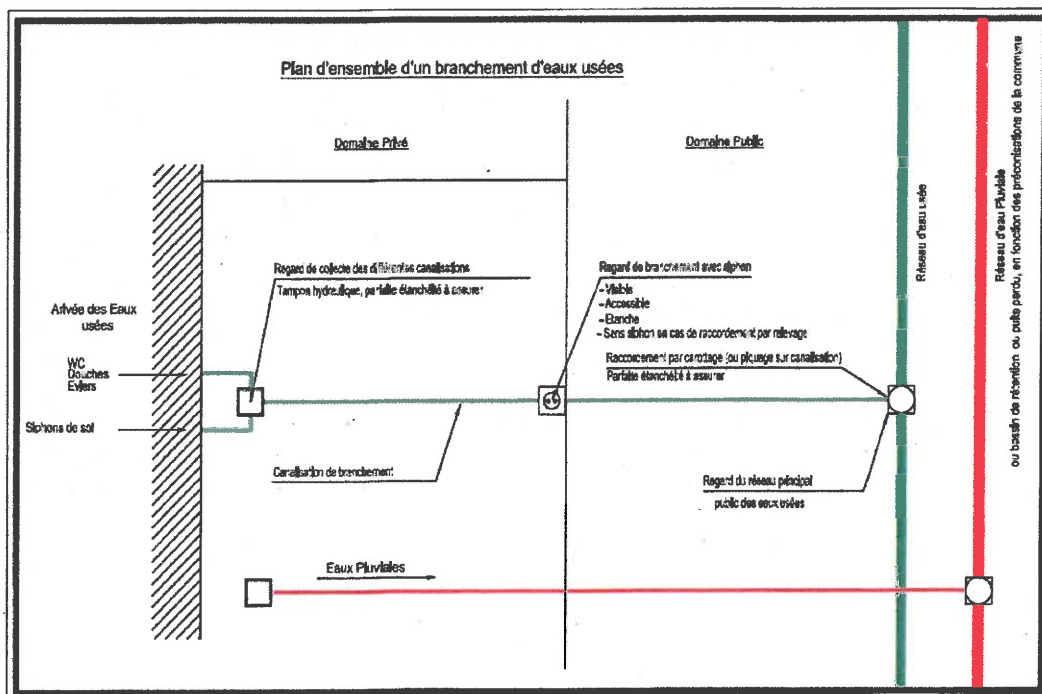 Plan d'ensemble d'un branchement d'eaux usées
Domaine Privé
Domaine Public
Regard de collecte des différentes canalisations
Tampon hydraulique, parfaite étanchéité à assurer
Regard de branchement avec siphon
- Visible
- Accessible
- Etanche
- Sans siphon en cas de raccordement par relevage
Arivée des Eaux
usées
WC
Douches
Eviers
Siphons de sol
Raccordement par carottage (ou piquage sur canalisation)
Parfaite étanchéité à assurer
Canalisation de branchement
Regard du réseau principal
public des eaux usées
Eaux Pluviales
Réseau d'eau usée
Réseau d'eau Pluviale
ou bassin de rétention ou puits perdu, en fonction des préconisations de la commune